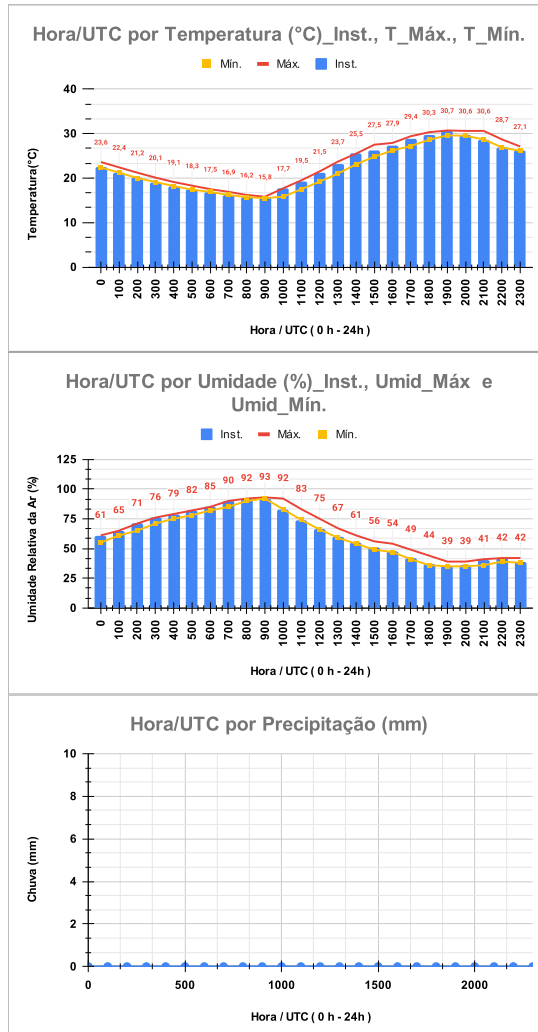 Hora/UTC por Temperatura (°C)_Inst., T_Máx., T_Mín.
Mín. Máx. Inst.
Temperatura(°C)
40
30
20
10
0
23,6 22,4 21,2 20,1 19,1 18,3 17,5 16,9 16,2 15,8 17,7 19,5 21,5 23,7 25,5 27,5 27,9 29,4 30,3 30,7 30,6 30,6 28,7 27,1
0 100 200 300 400 500 600 700 800 900 1000 1100 1200 1300 1400 1500 1600 1700 1800 1900 2000 2100 2200 2300
Hora / UTC ( 0 h - 24h )
Hora/UTC por Umidade (%)_Inst., Umid_Máx e
Umid_Mín.
Inst. Máx. Mín.
Umidade Relativa da Ar (%)
125
100
75
50
25
0
61 65 71 76 79 82 85 90 92 93 92 83 75 67 61 56 54 49 44 39 39 41 42 42
0 100 200 300 400 500 600 700 800 900 1000 1100 1200 1300 1400 1500 1600 1700 1800 1900 2000 2100 2200 2300
Hora / UTC ( 0 h - 24h )
Hora/UTC por Precipitação (mm)
Chuva (mm)
10
8
6
4
2
0
0 500 1000 1500 2000
Hora / UTC ( 0 h - 24h )